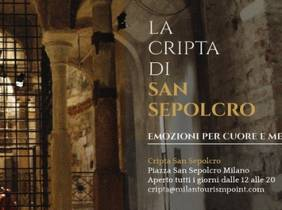 LA
CRIPTA
DI
SAN
SEPOLCRO
EMOZIONI PER CUORE E ME
Cripta San Sepolcro
Piazza San Sepolcro Milano
Aperto tutti i giorni dalle 12 alle 20
cripta@milantourismpoint.com